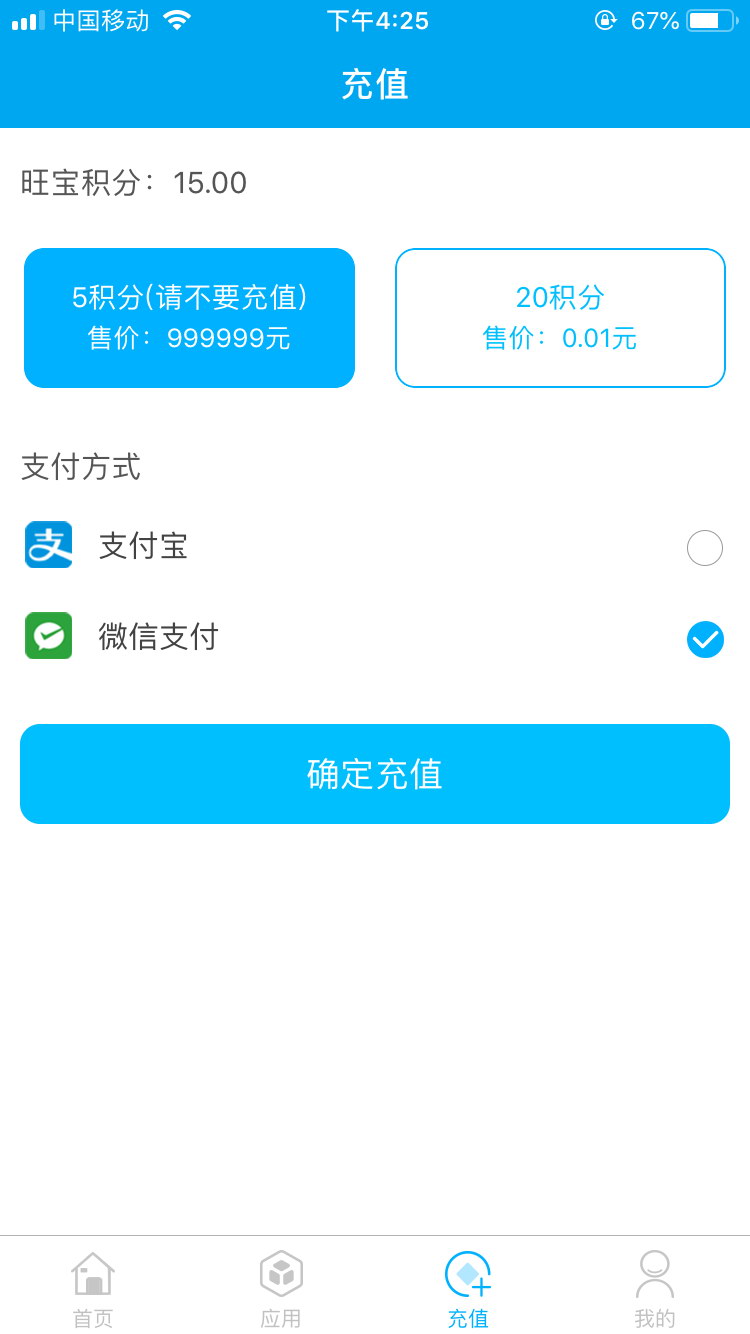 中国移动 下午4:25 67%
充值
旺宝积分：15.00
5积分(请不要充值)
售价：999999元
20积分
售价：0.01元
支付方式
支付宝
微信支付
确定充值
首页 应用 充值 我的